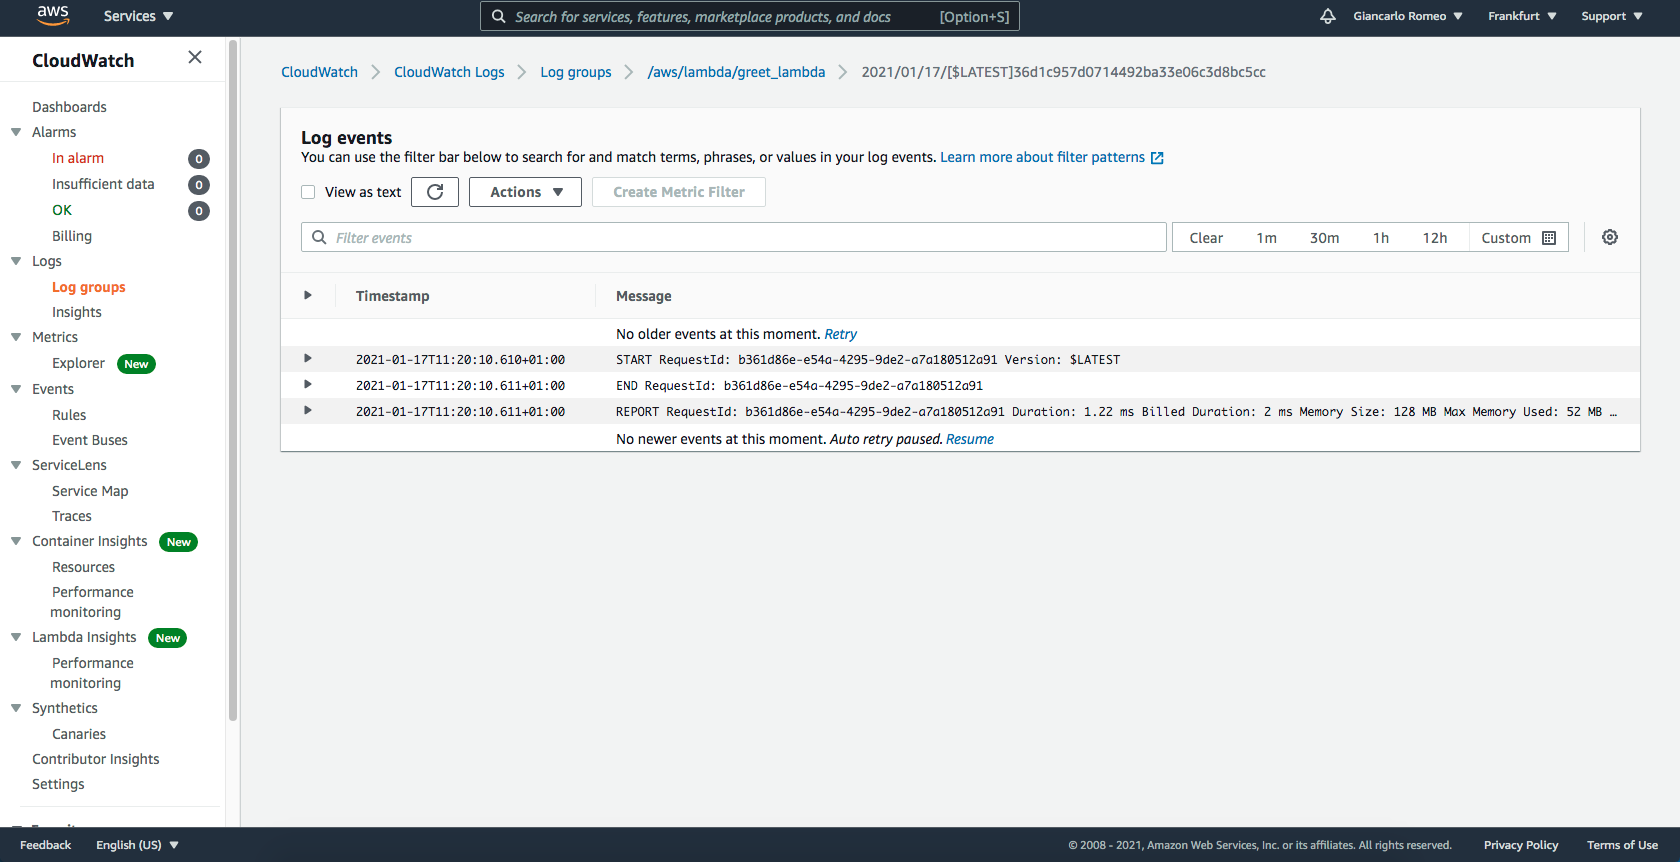 aws
Services
Search for services, features, marketplace products, and docs [Option+S]
Giancarlo Romeo
Frankfurt
Support
CloudWatch
Dashboards
Alarms
In alarm 0
Insufficient data 0
OK 0
Billing
Logs
Log groups
Insights
Metrics
Explorer New
Events
Rules
Event Buses
ServiceLens
Service Map
Traces
Container Insights New
Resources
Performance
monitoring
Lambda Insights New
Performance
monitoring
Synthetics
Canaries
Contributor Insights
Settings
CloudWatch CloudWatch Logs Log groups /aws/lambda/greet_lambda 2021/01/17/[$LATEST]36d1c957d0714492ba33e06c3d8bc5cc
Log events
You can use the filter bar below to search for and match terms, phrases, or values in your log events. Learn more about filter patterns
View as text Actions Create Metric Filter
Filter events Clear 1m 30m 1h 12h Custom
Timestamp Message
No older events at this moment. Retry
2021-01-17T11:20:10.610+01:00 START RequestId: b361d86e-e54a-4295-9de2-a7a180512a91 Version: $LATEST
2021-01-17T11:20:10.611+01:00 END RequestId: b361d86e-e54a-4295-9de2-a7a180512a91
2021-01-17T11:20:10.611+01:00 REPORT RequestId: b361d86e-e54a-4295-9de2-a7a180512a91 Duration: 1.22 ms Billed Duration: 2 ms Memory Size: 128 MB Max Memory Used: 52 MB …
No newer events at this moment. Auto retry paused. Resume
Feedback English (US) © 2008 - 2021, Amazon Web Services, Inc. or its affiliates. All rights reserved. Privacy Policy Terms of Use